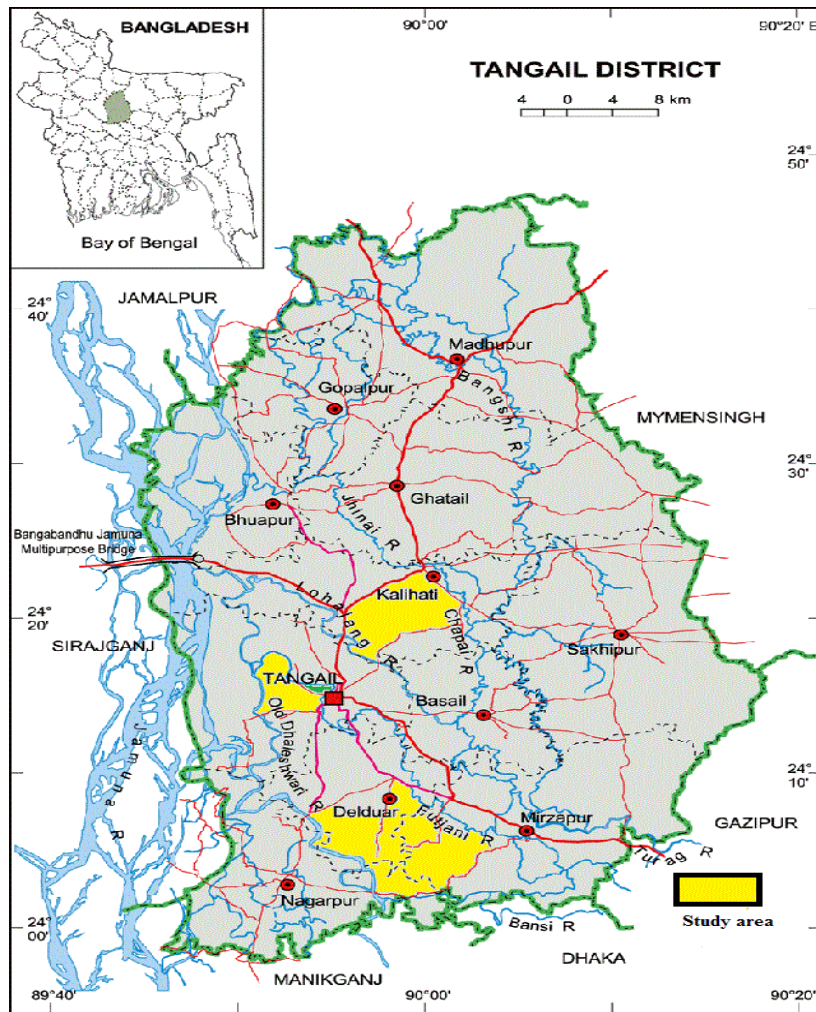 BANGLADESH
Bay of Bengal
90°00'
90°20' E
TANGAIL DISTRICT
4 0 4 8 km
24°
50'
JAMALPUR
24°
40'
Madhupur
Bangshi R
Gopalpur
MYMENSINGH
24°
30'
Ghatail
Jhinai R
Bhuapur
Bangabandhu Jamuna
Multipurpose Bridge
Kalihati
Lohajang R
Chapai R
24°
20'
SIRAJGANJ
Sakhipur
TANGAIL
Basail
Old Dhaleshwari R
Jamuna R
24°
10'
Delduar
Futjani R
Mirzapur
GAZIPUR
Turag R
Nagarpur
Study area
24°
00'
Bansi R
DHAKA
MANIKGANJ
89°40'
90°00'
90°20'